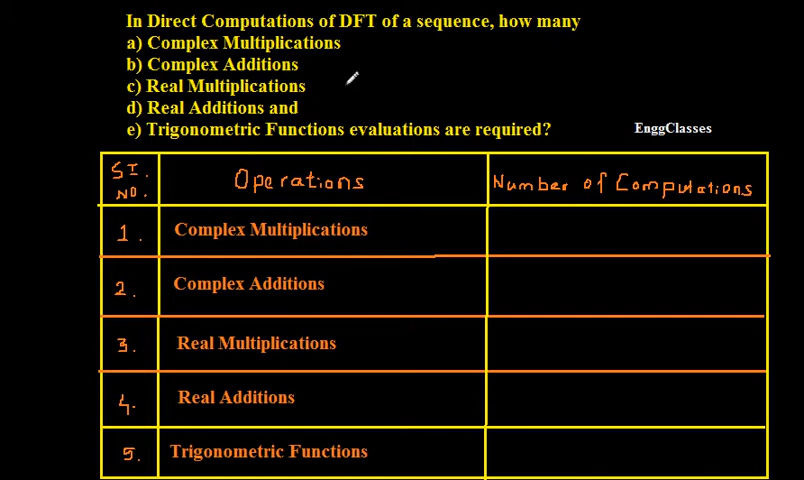 In Direct Computations of DFT of a sequence, how many
a) Complex Multiplications
b) Complex Additions
c) Real Multiplications
d) Real Additions and
e) Trigonometric Functions evaluations are required?
EnggClasses
SI. NO. Operations Number of Computations
1. Complex Multiplications
2. Complex Additions
3. Real Multiplications
4. Real Additions
5. Trigonometric Functions